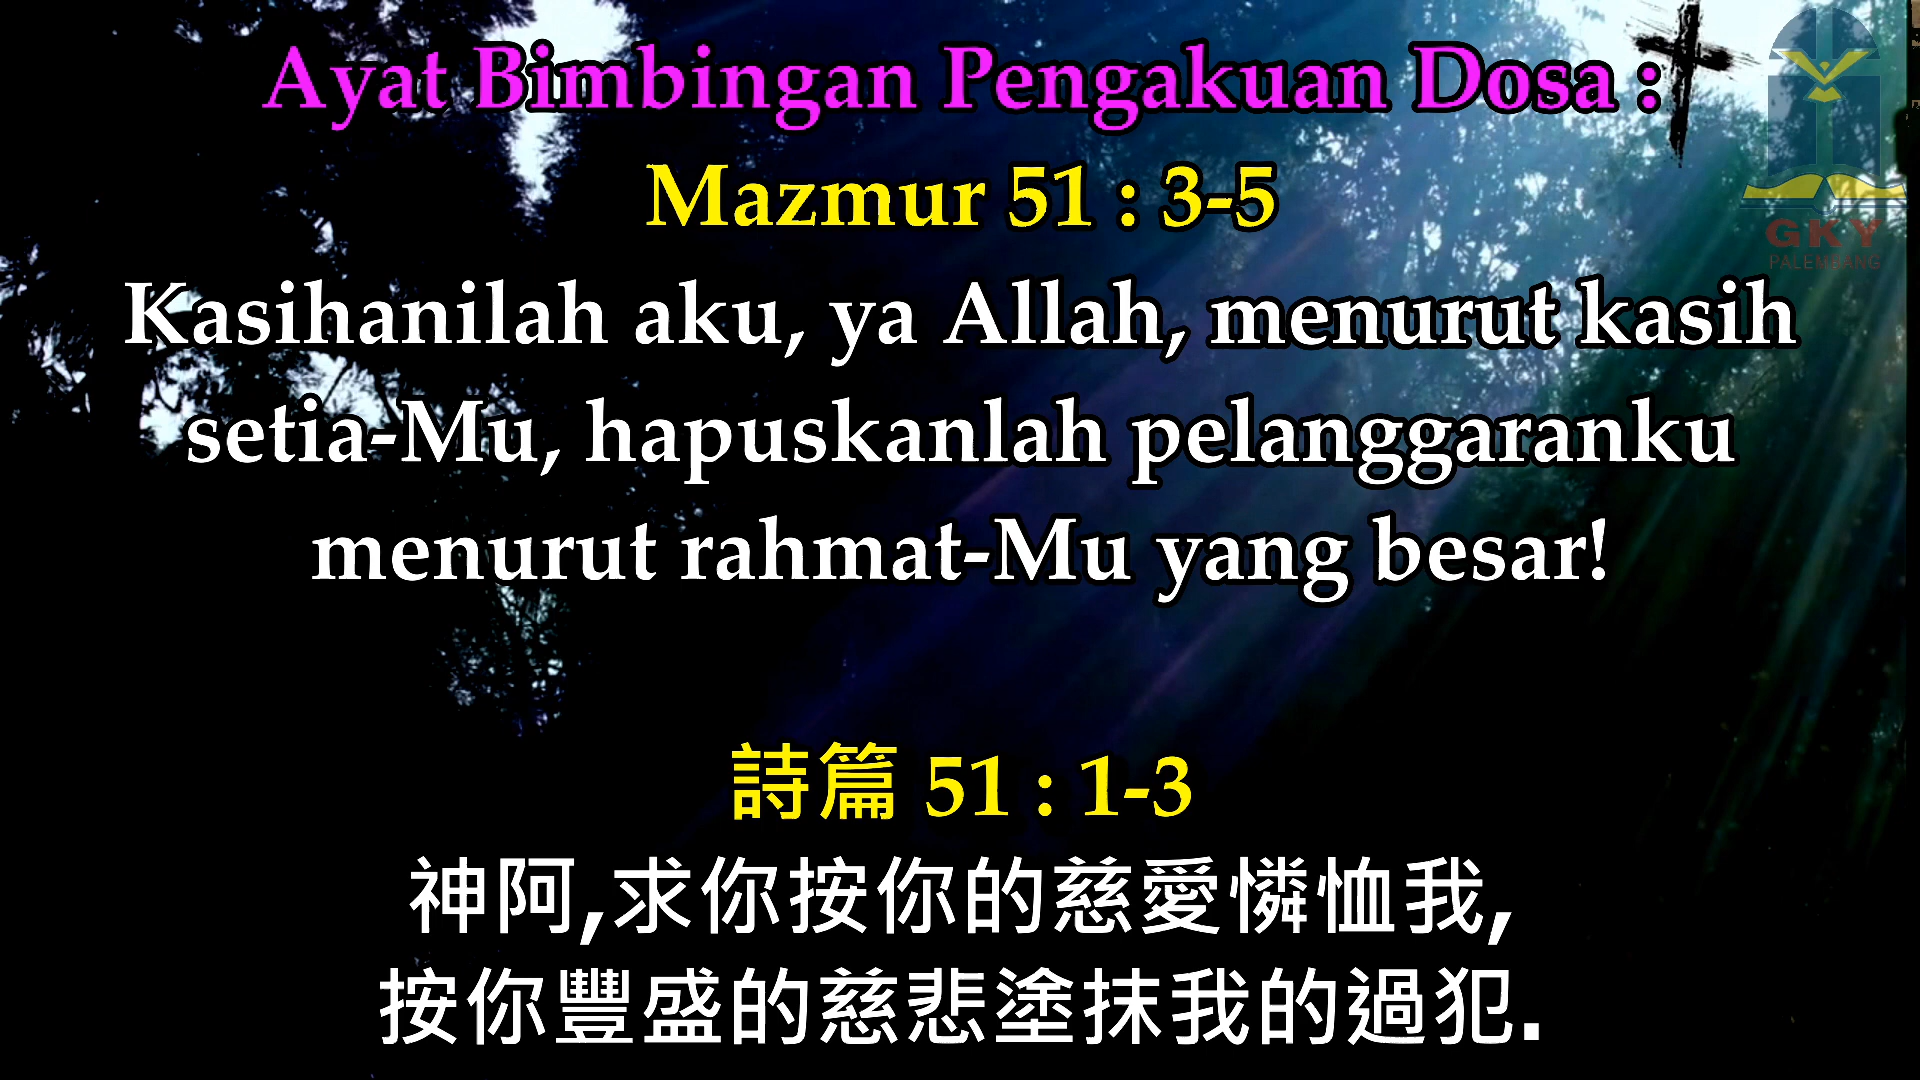 Ayat Bimbingan Pengakuan Dosa :
Mazmur 51 : 3-5
Kasihanilah aku, ya Allah, menurut kasih
setia-Mu, hapuskanlah pelanggaranku
menurut rahmat-Mu yang besar!
詩篇 51 : 1-3
神阿,求你按你的慈愛憐恤我,
按你豐盛的慈悲塗抹我的過犯.
GKY
PALEMBANG